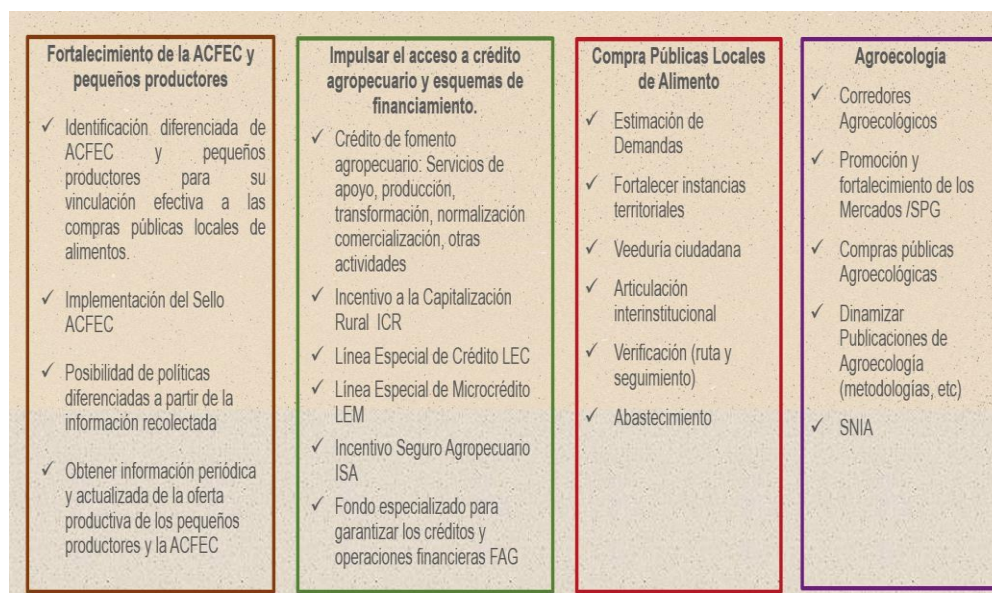 Fortalecimiento de la ACFEC y
pequeños productores
✓ Identificación diferenciada de
ACFEC y pequeños
productores para su
vinculación efectiva a las
compras públicas locales de
alimentos.
✓ Implementación del Sello
ACFEC
✓ Posibilidad de políticas
diferenciadas a partir de la
información recolectada
✓ Obtener información periódica
y actualizada de la oferta
productiva de los pequeños
productores y la ACFEC
Impulsar el acceso a crédito
agropecuario y esquemas de
financiamiento.
✓ Crédito de fomento
agropecuario: Servicios de
apoyo, producción,
transformación, normalización
comercialización, otras
actividades
✓ Incentivo a la Capitalización
Rural ICR
✓ Línea Especial de Crédito LEC
✓ Línea Especial de Microcrédito
LEM
✓ Incentivo Seguro Agropecuario
ISA
✓ Fondo especializado para
garantizar los créditos y
operaciones financieras FAG
Compra Públicas Locales
de Alimento
✓ Estimación de
Demandas
✓ Fortalecer instancias
territoriales
✓ Veeduría ciudadana
✓ Articulación
interinstitucional
✓ Verificación (ruta y
seguimiento)
✓ Abastecimiento
Agroecología
✓ Corredores
Agroecológicos
✓ Promoción y
fortalecimiento de los
Mercados /SPG
✓ Compras públicas
Agroecológicas
✓ Dinamizar
Publicaciones de
Agroecología
(metodologías, etc)
✓ SNIA